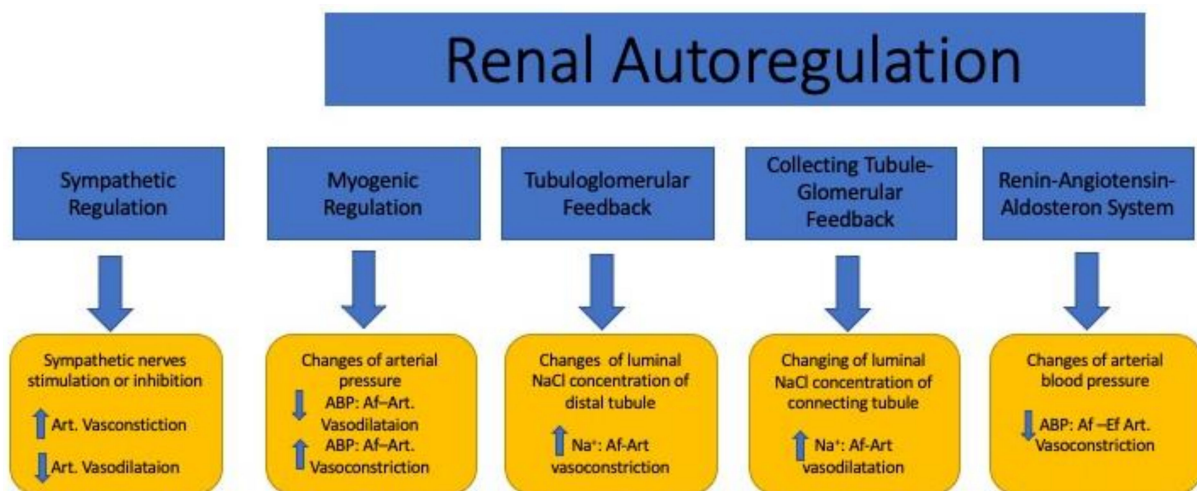 Renal Autoregulation
Sympathetic
Regulation
Myogenic
Regulation
Tubuloglomerular
Feedback
Collecting Tubule-
Glomerular
Feedback
Renin-Angiotensin-
Aldosteron System
Sympathetic nerves
stimulation or inhibition
Art. Vasconstiction
Art. Vasodilataion
Changes of arterial
pressure
ABP: Af–Art.
Vasodilataion
ABP: Af–Art.
Vasoconstriction
Changes of luminal
NaCl concentration of
distal tubule
Na⁺: Af-Art
vasoconstriction
Changing of luminal
NaCl concentration of
connecting tubule
Na⁺: Af-Art
vasodilatation
Changes of arterial
blood pressure
ABP: Af –Ef Art.
Vasoconstriction